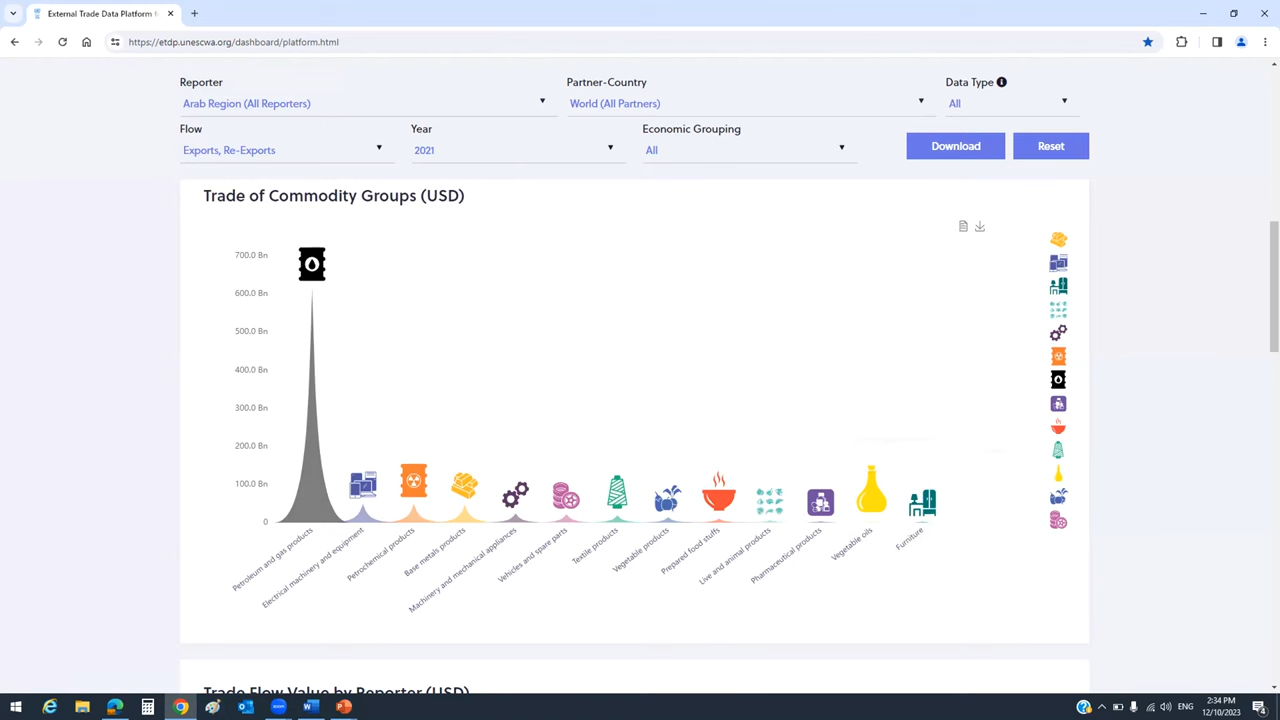 External Trade Data Platform f
https://etdp.unescwa.org/dashboard/platform.html
Reporter
Partner-Country
Data Type
Arab Region (All Reporters)
World (All Partners)
All
Flow
Year
Economic Grouping
Exports, Re-Exports
2021
All
Download
Reset
Trade of Commodity Groups (USD)
700.0 Bn
600.0 Bn
500.0 Bn
400.0 Bn
300.0 Bn
200.0 Bn
100.0 Bn
0
Petroleum and gas products
Electrical machinery and equipment
Petrochemical products
Base metals products
Machinery and mechanical appliances
Vehicles and spare parts
Textile products
Vegetable products
Prepared food stuffs
Live and animal products
Pharmaceutical products
Vegetable oils
Furniture
Trade Flow Value by Reporter (USD)
ENG
2:34 PM
12/10/2023
4